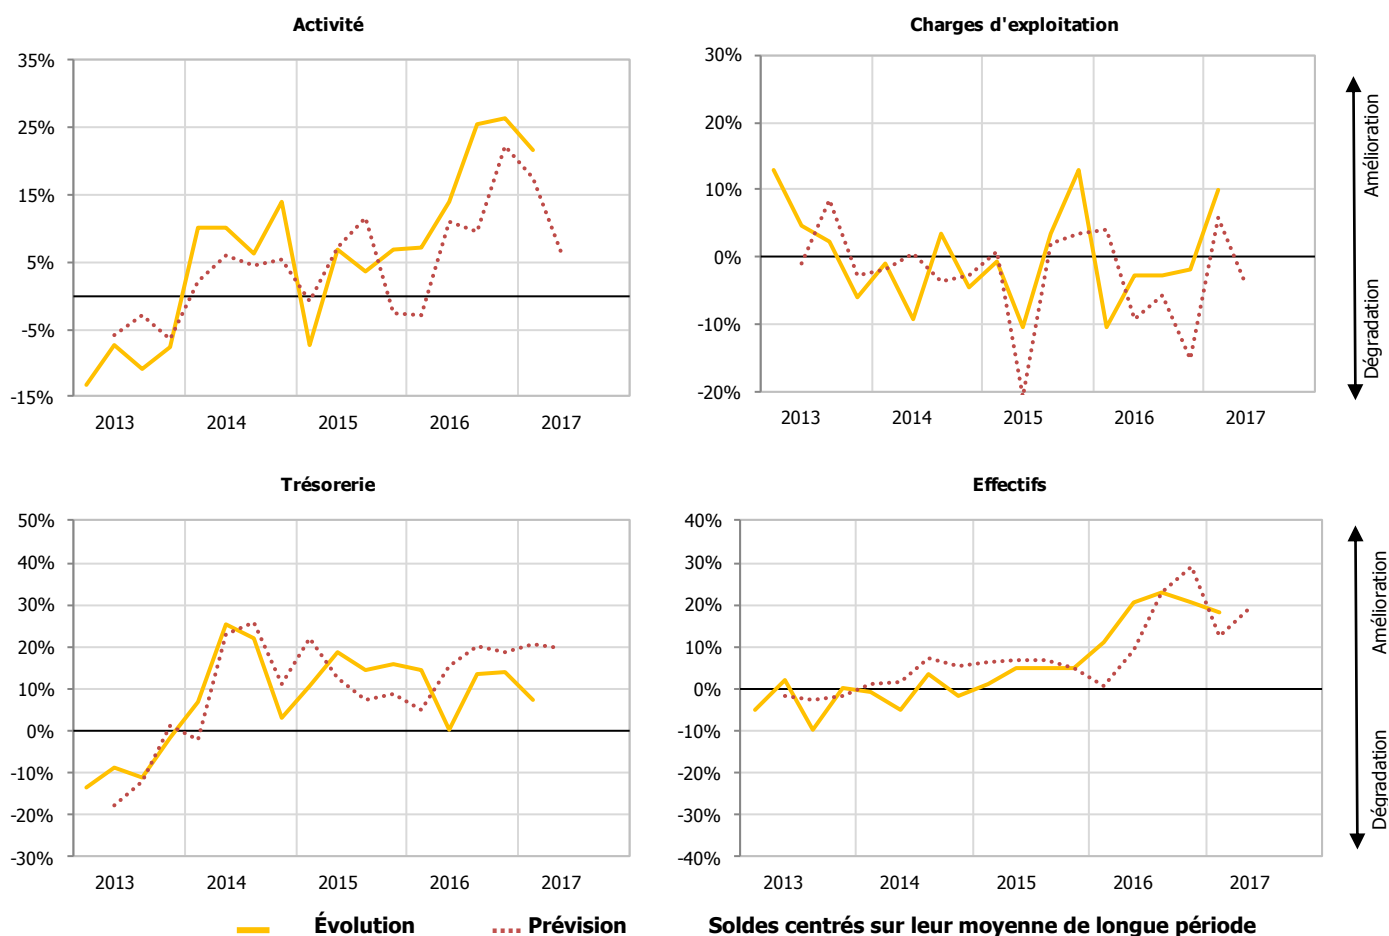 Activité
35%
25%
15%
5%
-5%
-15%
2013 2014 2015 2016 2017
Charges d'exploitation
30%
20%
10%
0%
-10%
-20%
2013 2014 2015 2016 2017
Amélioration
Dégradation
Trésorerie
50%
40%
30%
20%
10%
0%
-10%
-20%
-30%
2013 2014 2015 2016 2017
Effectifs
40%
30%
20%
10%
0%
-10%
-20%
-30%
-40%
2013 2014 2015 2016 2017
Amélioration
Dégradation
Évolution Prévision Soldes centrés sur leur moyenne de longue période